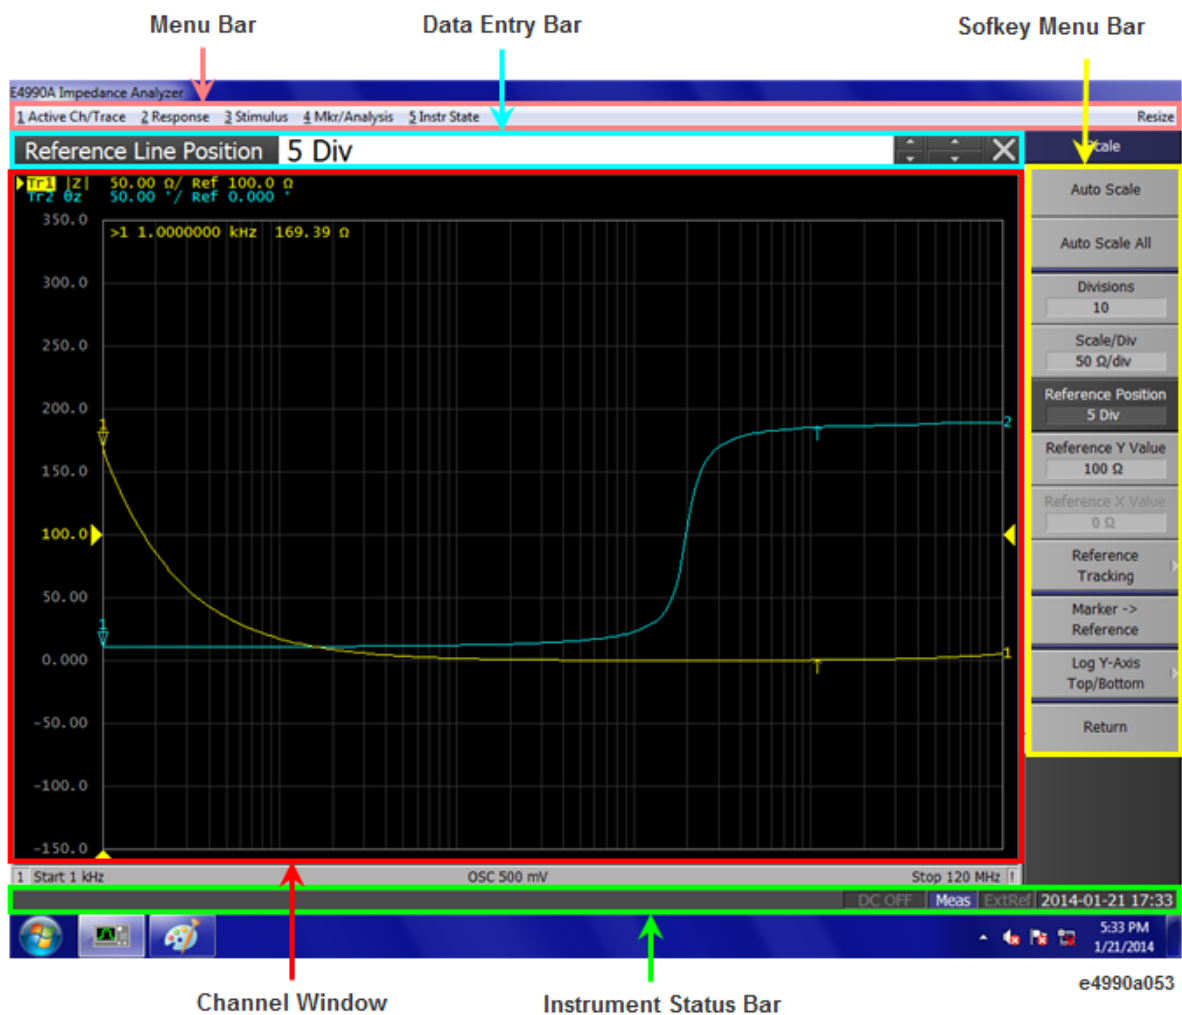 Menu Bar
Data Entry Bar
Sofkey Menu Bar
E4990A Impedance Analyzer
1 Active Ch/Trace 2 Response 3 Stimulus 4 Mkr/Analysis 5 Instr State Resize
Reference Line Position 5 Div
Scale
Tr1 |Z| 50.00 Ω/ Ref 100.0 Ω
Tr2 θz 50.00 °/ Ref 0.000 °
>1 1.0000000 kHz 169.39 Ω
350.0
300.0
250.0
200.0
150.0
100.0
50.00
0.000
-50.00
-100.0
-150.0
1
1
2
1
Auto Scale
Auto Scale All
Divisions
10
Scale/Div
50 Ω/div
Reference Position
5 Div
Reference Y Value
100 Ω
Reference X Value
0 Ω
Reference
Tracking
Marker ->
Reference
Log Y-Axis
Top/Bottom
Return
1 Start 1 kHz OSC 500 mV Stop 120 MHz !
DC OFF Meas ExtRef 2014-01-21 17:33
5:33 PM
1/21/2014
e4990a053
Channel Window
Instrument Status Bar